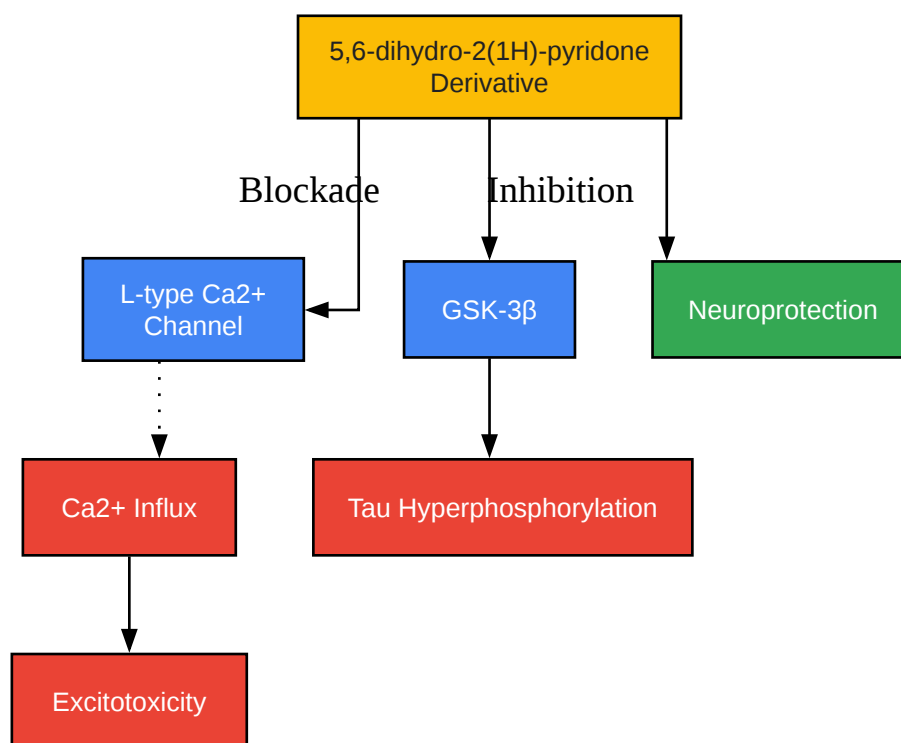 5,6-dihydro-2(1H)-pyridone
Derivative
Blockade
Inhibition
L-type Ca2+
Channel
GSK-3β
Neuroprotection
Ca2+ Influx
Tau Hyperphosphorylation
Excitotoxicity